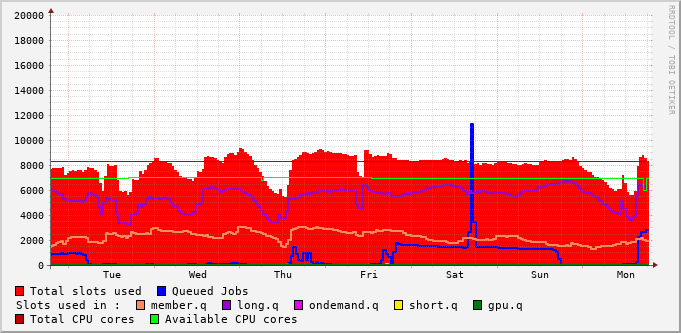 RRDTOOL / TOBI OETIKER
20000
18000
16000
14000
12000
10000
8000
6000
4000
2000
0
Tue Wed Thu Fri Sat Sun Mon
Total slots used Queued Jobs
Slots used in : member.q long.q ondemand.q short.q gpu.q
Total CPU cores Available CPU cores